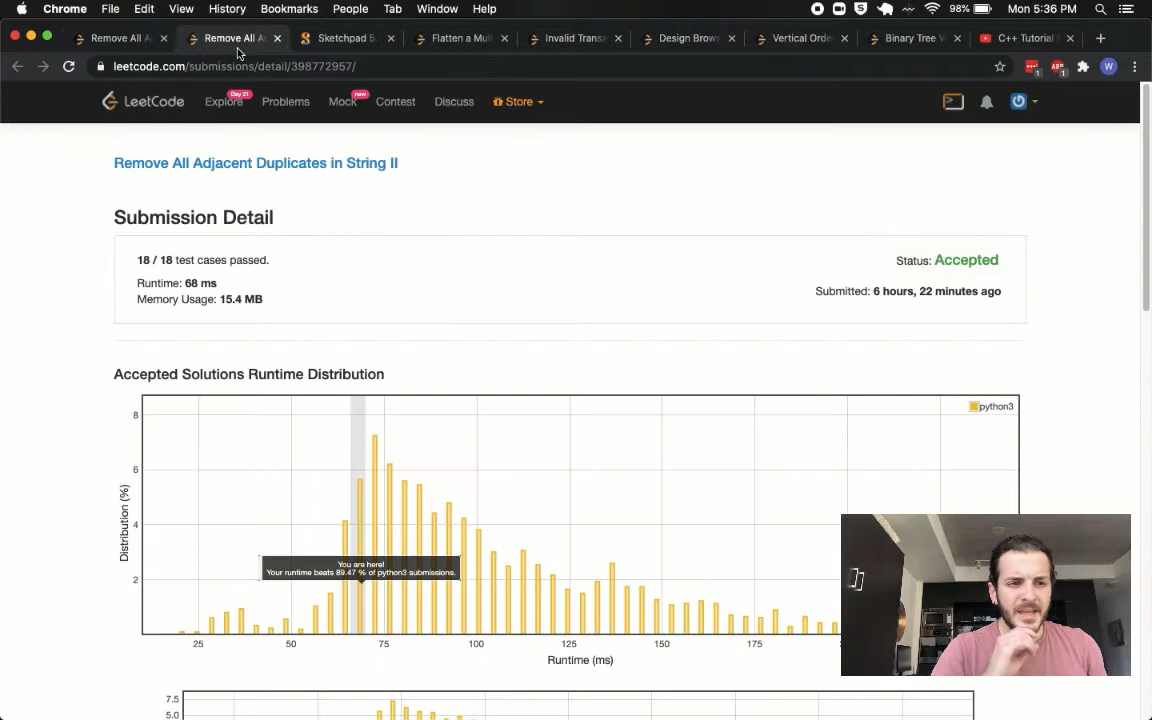 Chrome File Edit View History Bookmarks People Tab Window Help 98% Mon 5:36 PM
Remove All A Remove All A Sketchpad 5. Flatten a Mul Invalid Transa Design Brows Vertical Orde Binary Tree V C++ Tutorial
leetcode.com/submissions/detail/398772957/
LeetCode Explore Day 21 Problems Mock new Contest Discuss Store
Remove All Adjacent Duplicates in String II
Submission Detail
18 / 18 test cases passed.
Status: Accepted
Runtime: 68 ms
Memory Usage: 15.4 MB
Submitted: 6 hours, 22 minutes ago
Accepted Solutions Runtime Distribution
python3
8
6
4
2
Distribution (%)
You are here!
Your runtime beats 89.47 % of python3 submissions.
25 50 75 100 125 150 175
Runtime (ms)
7.5
5.0